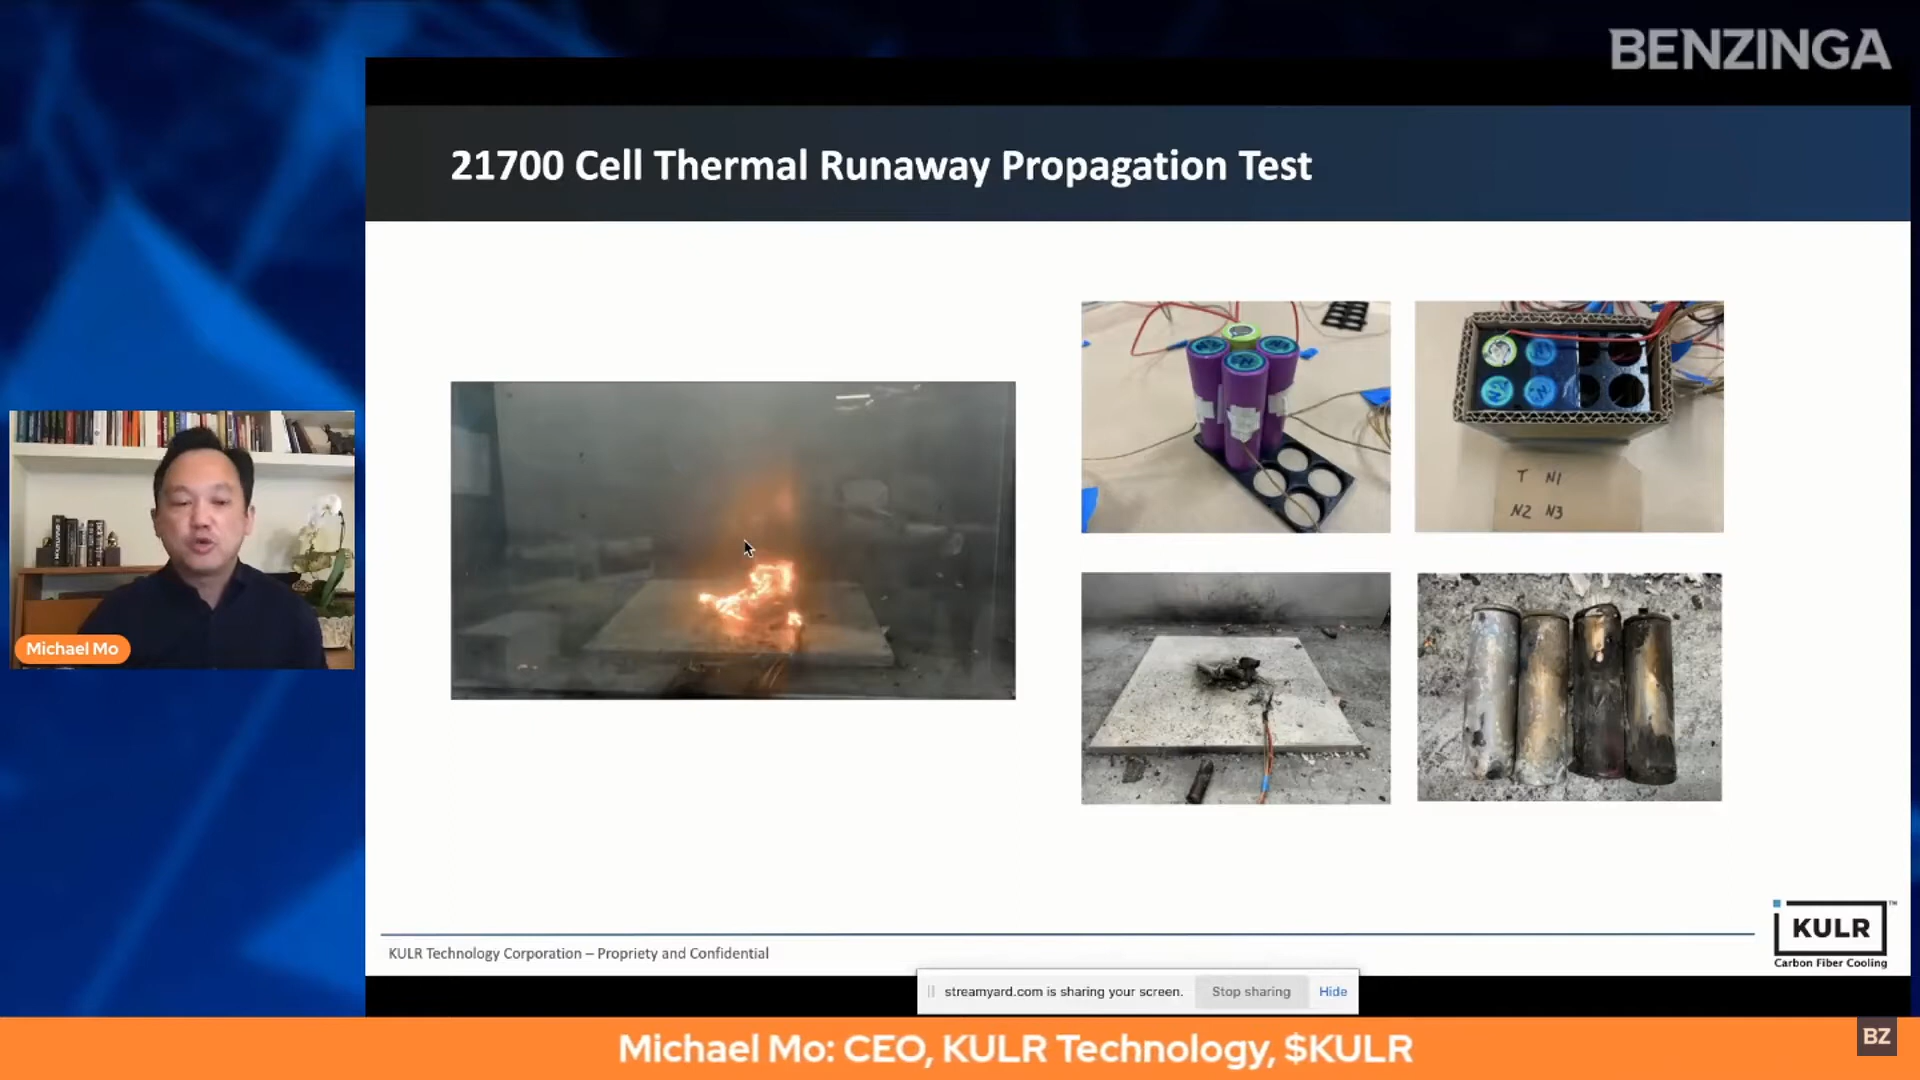 BENZINGA
21700 Cell Thermal Runaway Propagation Test
T N1
N2 N3
Michael Mo
KULR Technology Corporation – Propriety and Confidential
KULR™
Carbon Fiber Cooling
streamyard.com is sharing your screen.
Stop sharing
Hide
Michael Mo: CEO, KULR Technology, $KULR
BZ